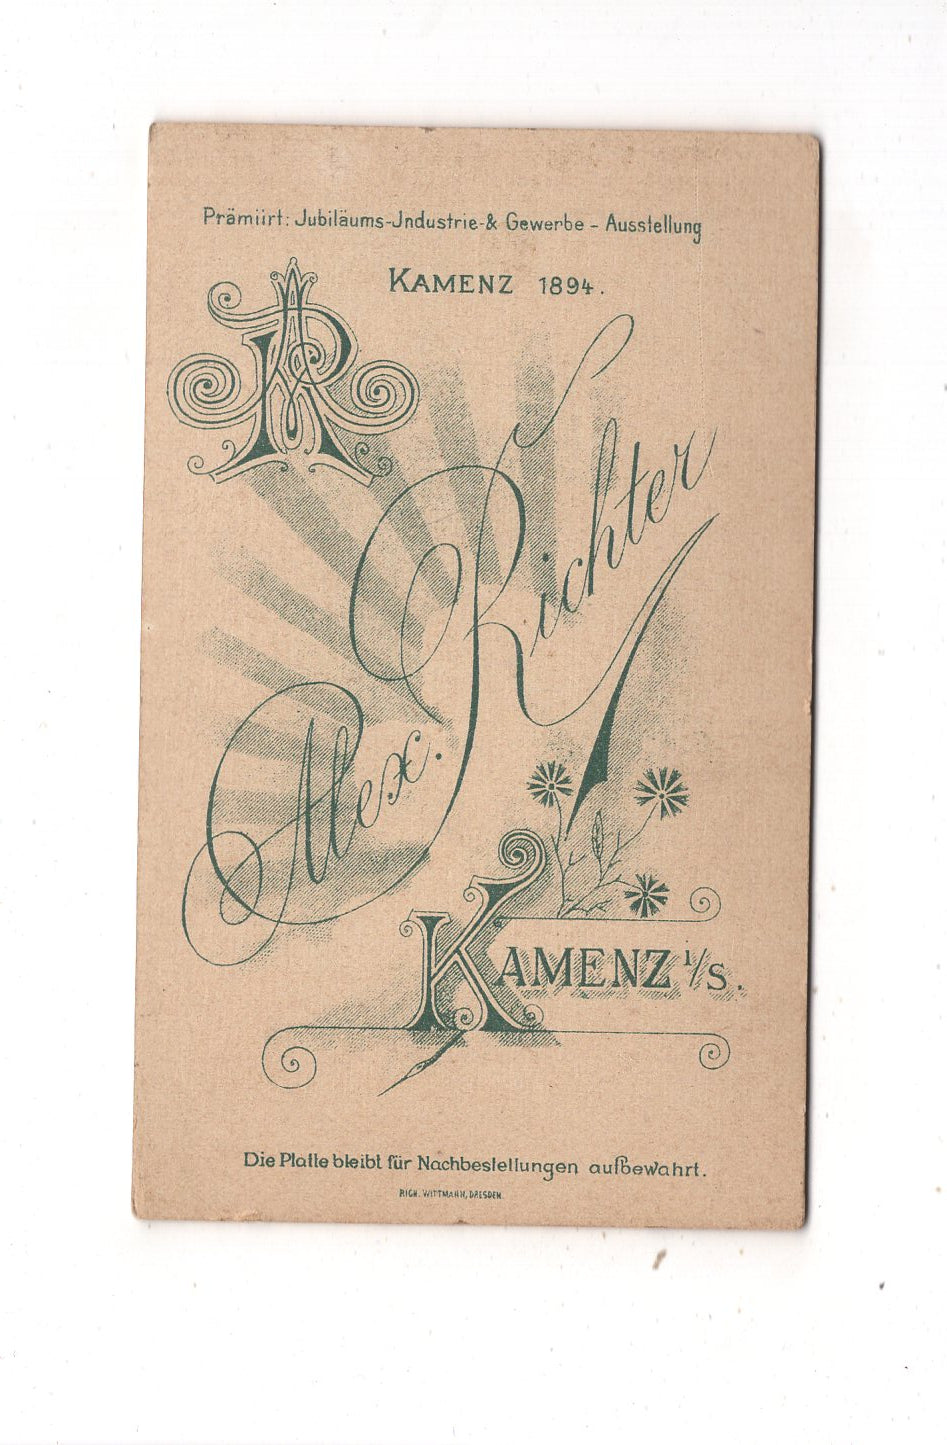 Prämiirt: Jubiläums-Jndustrie-& Gewerbe - Ausstellung
KAMENZ 1894.
AR
Alex. Richter
KAMENZ i/S.
Die Platte bleibt für Nachbestellungen aufbewahrt.
RICH. WITTMANN, DRESDEN.